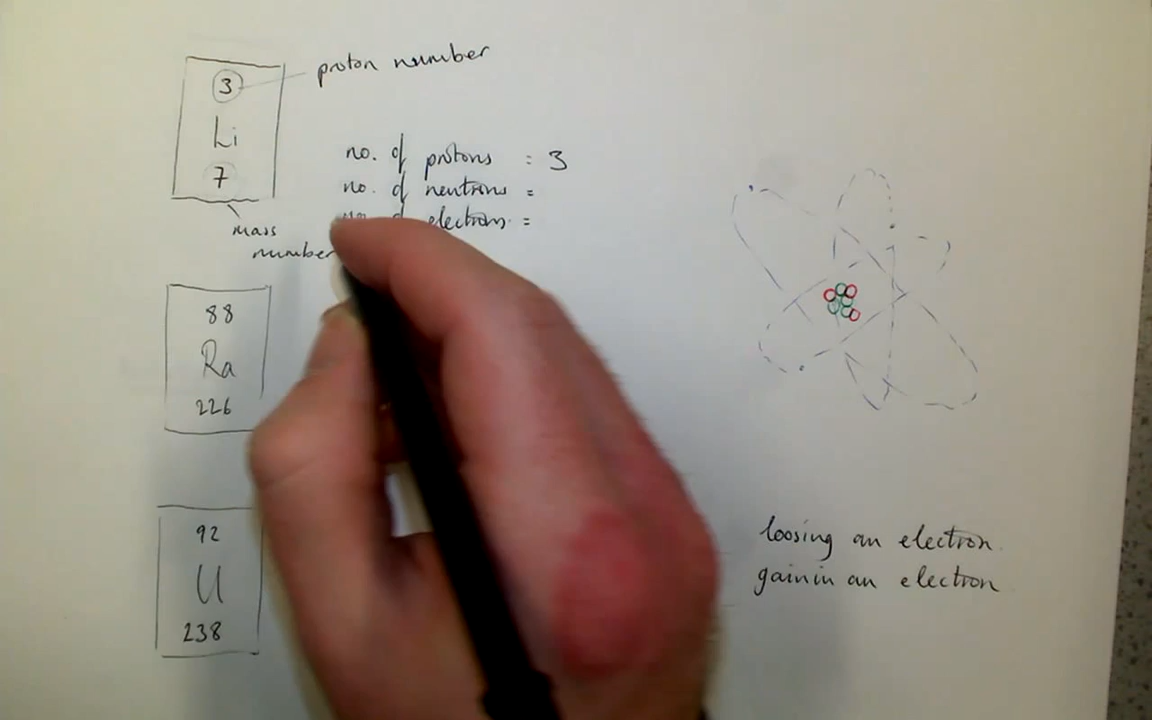 3
proton number
Li
7
mass
number
no. of protons : 3
no. of neutrons =
electrons =
88
Ra
226
92
U
238
loosing an electron
gainin an electron